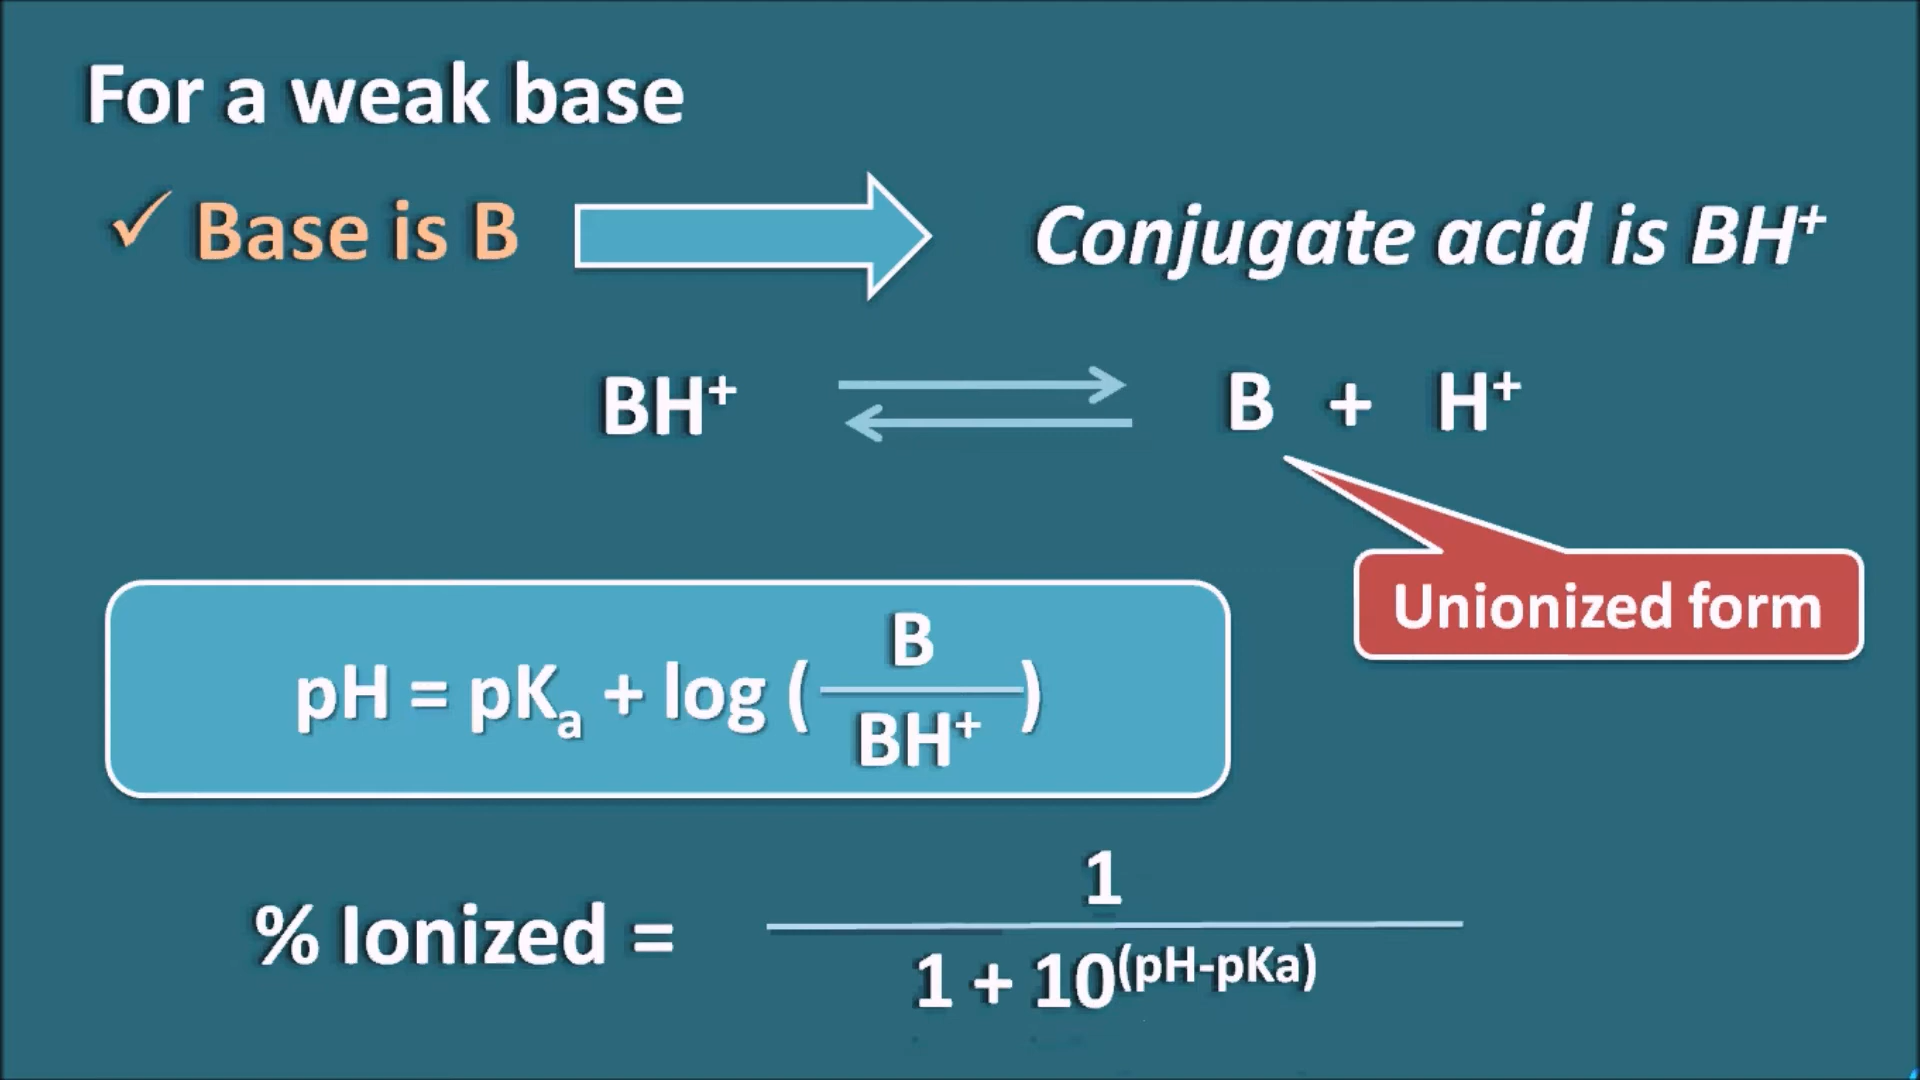 For a weak base
✓ Base is B
Conjugate acid is BH⁺
BH⁺ ⇌ B + H⁺
Unionized form
pH = pKₐ + log ( B / BH⁺ )
% Ionized = 1 / 1 + 10⁽ᵖᴴ⁻ᵖᴷᵃ⁾